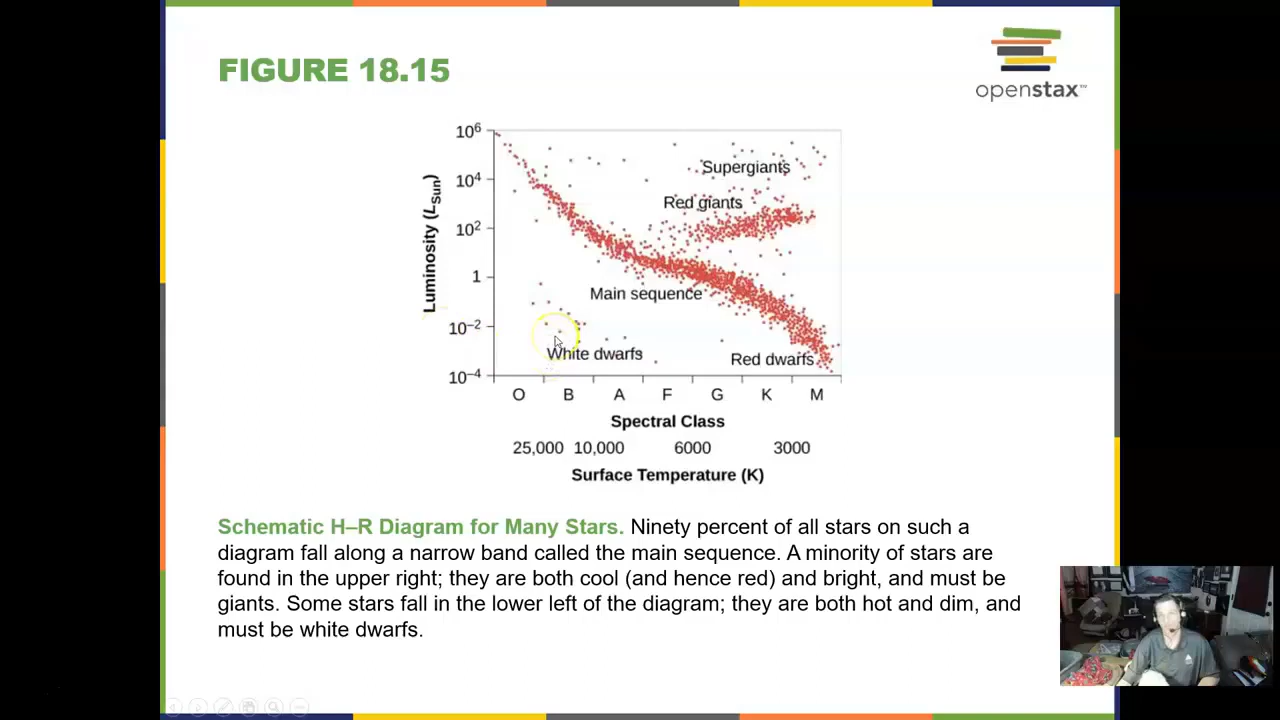 FIGURE 18.15
openstax™
10⁶
10⁴
10²
1
10⁻²
10⁻⁴
Luminosity (LSun)
Supergiants
Red giants
Main sequence
White dwarfs
Red dwarfs
O B A F G K M
Spectral Class
25,000 10,000 6000 3000
Surface Temperature (K)
Schematic H–R Diagram for Many Stars. Ninety percent of all stars on such a
diagram fall along a narrow band called the main sequence. A minority of stars are
found in the upper right; they are both cool (and hence red) and bright, and must be
giants. Some stars fall in the lower left of the diagram; they are both hot and dim, and
must be white dwarfs.